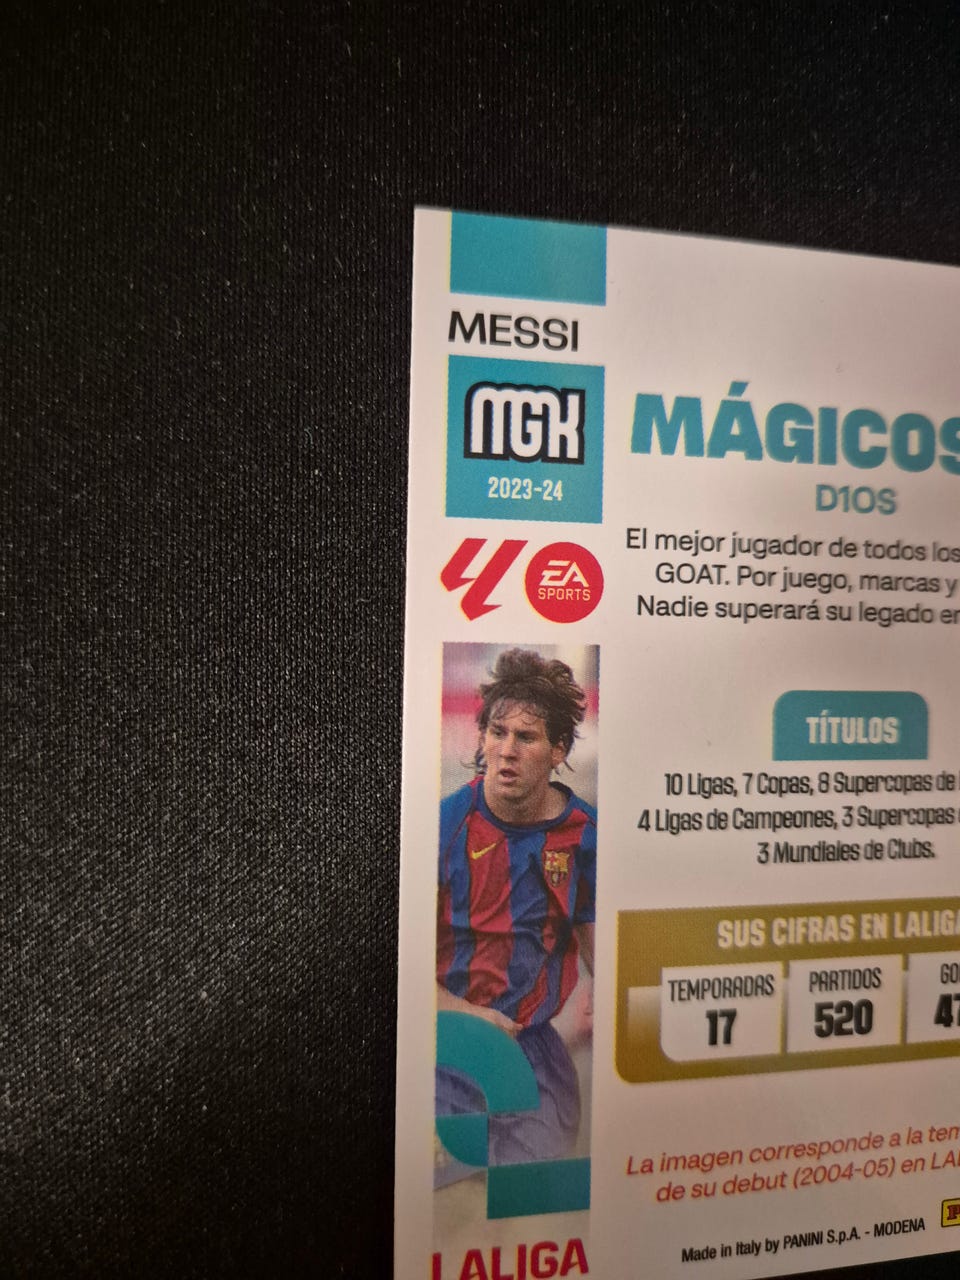 MESSI
MGK
2023-24
EA
SPORTS
MÁGICOS
D1OS
El mejor jugador de todos los
GOAT. Por juego, marcas y
Nadie superará su legado en
TÍTULOS
10 Ligas, 7 Copas, 8 Supercopas de
4 Ligas de Campeones, 3 Supercopas
3 Mundiales de Clubs.
SUS CIFRAS EN LALIGA
TEMPORADAS
17
PARTIDOS
520
La imagen corresponde a la
de su debut (2004-05) en
Made in Italy by PANINI S.p.A. - MODENA
LALIGA